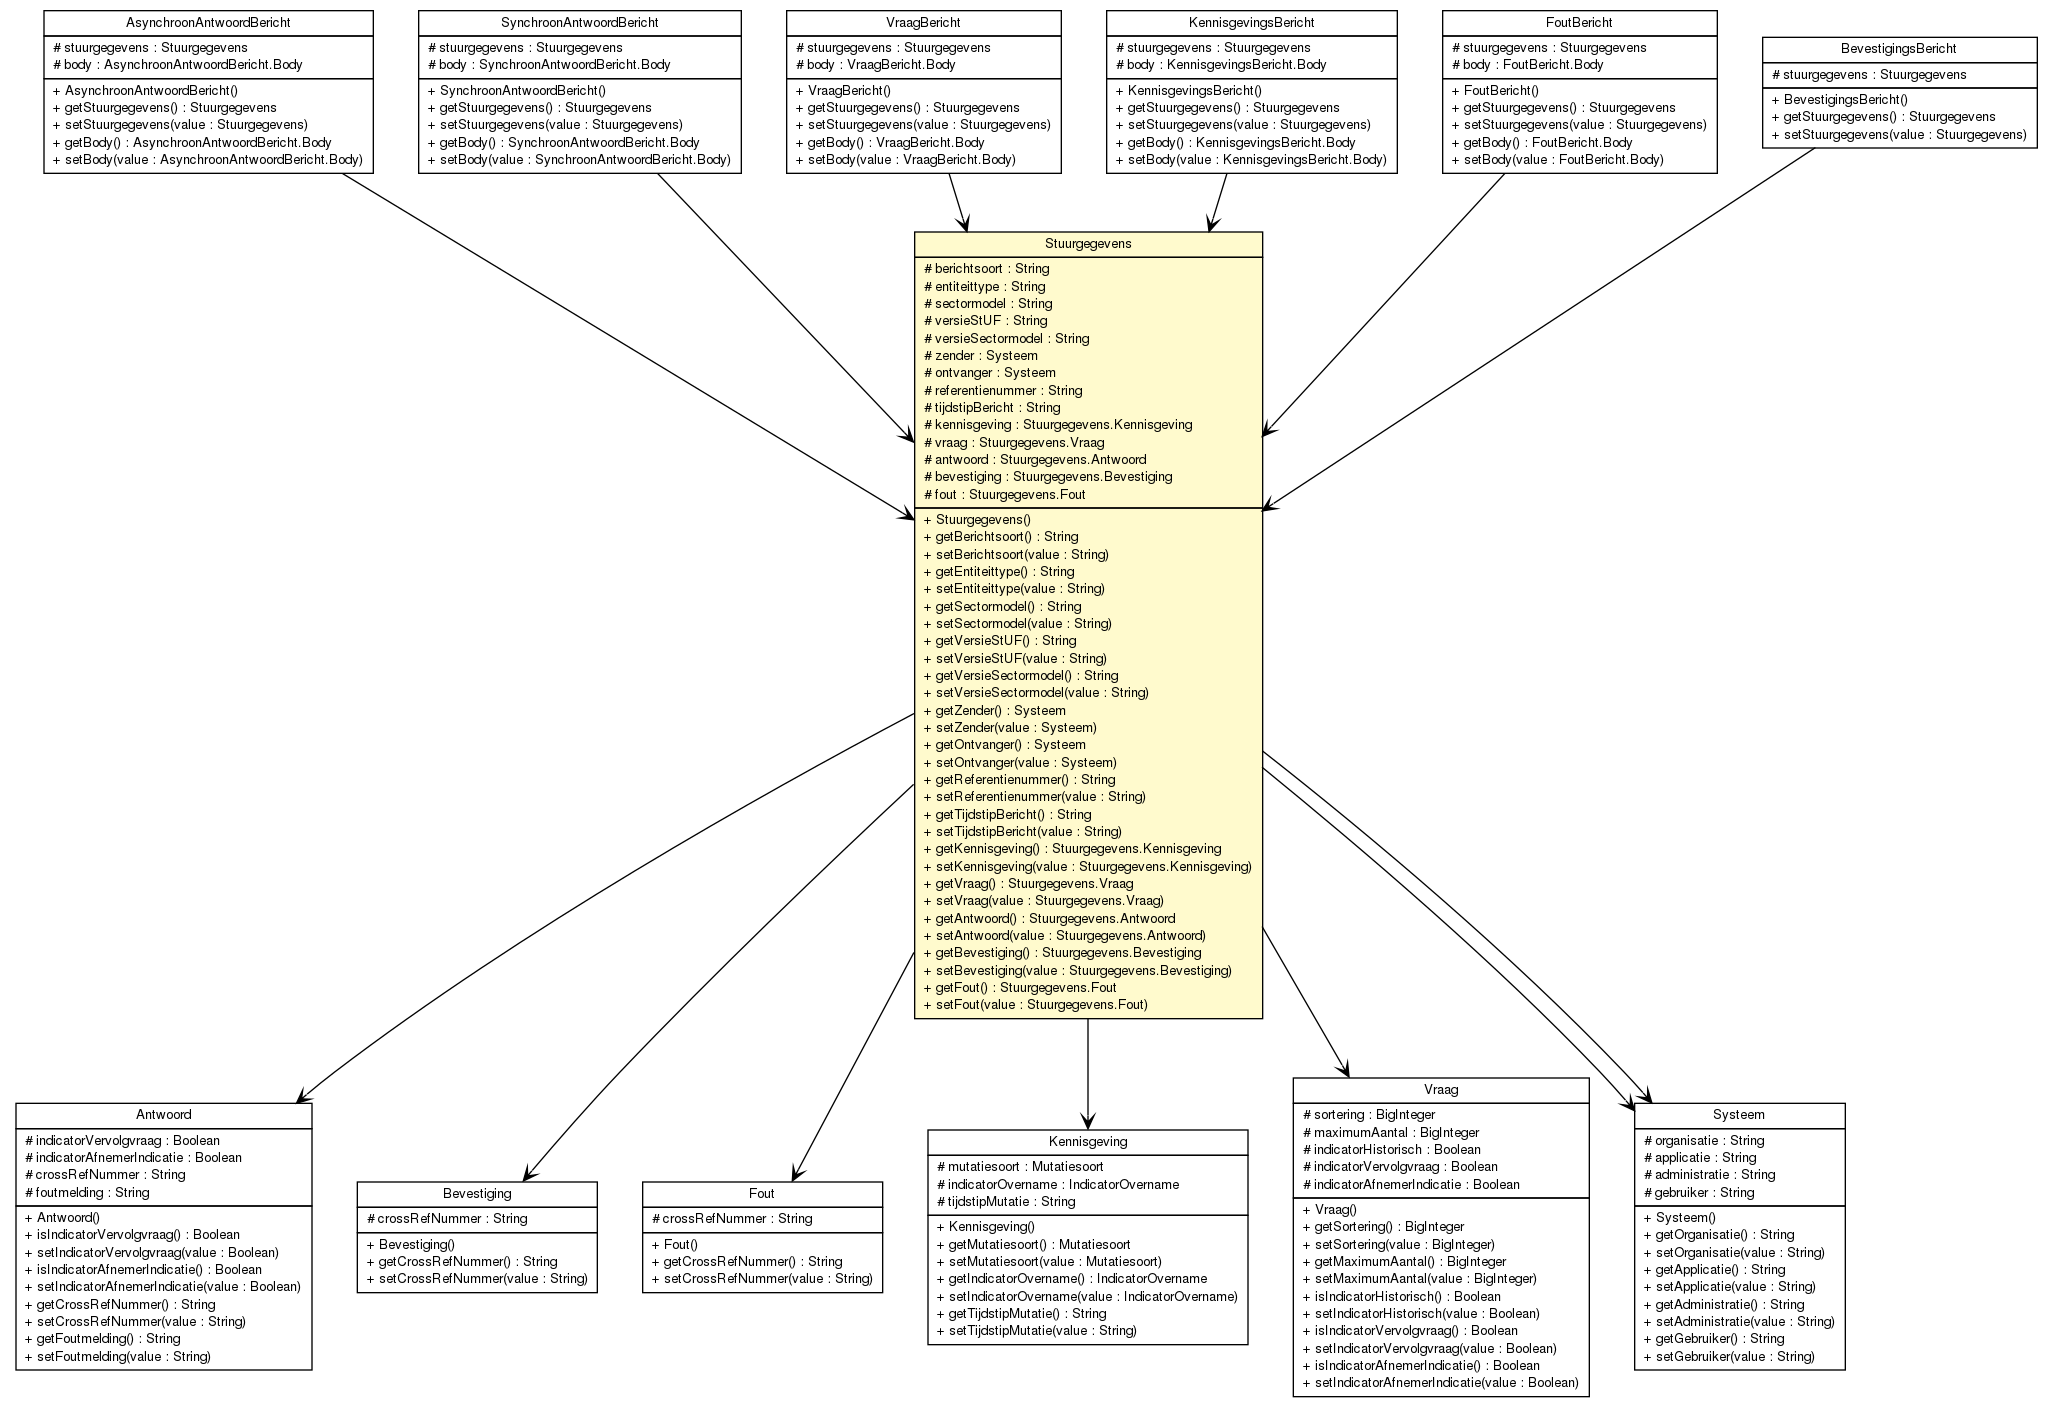 AsynchroonAntwoordBericht
# stuurgegevens : Stuurgegevens
# body : AsynchroonAntwoordBericht.Body
+ AsynchroonAntwoordBericht()
+ getStuurgegevens() : Stuurgegevens
+ setStuurgegevens(value : Stuurgegevens)
+ getBody() : AsynchroonAntwoordBericht.Body
+ setBody(value : AsynchroonAntwoordBericht.Body)
SynchroonAntwoordBericht
# stuurgegevens : Stuurgegevens
# body : SynchroonAntwoordBericht.Body
+ SynchroonAntwoordBericht()
+ getStuurgegevens() : Stuurgegevens
+ setStuurgegevens(value : Stuurgegevens)
+ getBody() : SynchroonAntwoordBericht.Body
+ setBody(value : SynchroonAntwoordBericht.Body)
VraagBericht
# stuurgegevens : Stuurgegevens
# body : VraagBericht.Body
+ VraagBericht()
+ getStuurgegevens() : Stuurgegevens
+ setStuurgegevens(value : Stuurgegevens)
+ getBody() : VraagBericht.Body
+ setBody(value : VraagBericht.Body)
KennisgevingsBericht
# stuurgegevens : Stuurgegevens
# body : KennisgevingsBericht.Body
+ KennisgevingsBericht()
+ getStuurgegevens() : Stuurgegevens
+ setStuurgegevens(value : Stuurgegevens)
+ getBody() : KennisgevingsBericht.Body
+ setBody(value : KennisgevingsBericht.Body)
FoutBericht
# stuurgegevens : Stuurgegevens
# body : FoutBericht.Body
+ FoutBericht()
+ getStuurgegevens() : Stuurgegevens
+ setStuurgegevens(value : Stuurgegevens)
+ getBody() : FoutBericht.Body
+ setBody(value : FoutBericht.Body)
BevestigingsBericht
# stuurgegevens : Stuurgegevens
+ BevestigingsBericht()
+ getStuurgegevens() : Stuurgegevens
+ setStuurgegevens(value : Stuurgegevens)
Stuurgegevens
# berichtsoort : String
# entiteittype : String
# sectormodel : String
# versieStUF : String
# versieSectormodel : String
# zender : Systeem
# ontvanger : Systeem
# referentienummer : String
# tijdstipBericht : String
# kennisgeving : Stuurgegevens.Kennisgeving
# vraag : Stuurgegevens.Vraag
# antwoord : Stuurgegevens.Antwoord
# bevestiging : Stuurgegevens.Bevestiging
# fout : Stuurgegevens.Fout
+ Stuurgegevens()
+ getBerichtsoort() : String
+ setBerichtsoort(value : String)
+ getEntiteittype() : String
+ setEntiteittype(value : String)
+ getSectormodel() : String
+ setSectormodel(value : String)
+ getVersieStUF() : String
+ setVersieStUF(value : String)
+ getVersieSectormodel() : String
+ setVersieSectormodel(value : String)
+ getZender() : Systeem
+ setZender(value : Systeem)
+ getOntvanger() : Systeem
+ setOntvanger(value : Systeem)
+ getReferentienummer() : String
+ setReferentienummer(value : String)
+ getTijdstipBericht() : String
+ setTijdstipBericht(value : String)
+ getKennisgeving() : Stuurgegevens.Kennisgeving
+ setKennisgeving(value : Stuurgegevens.Kennisgeving)
+ getVraag() : Stuurgegevens.Vraag
+ setVraag(value : Stuurgegevens.Vraag)
+ getAntwoord() : Stuurgegevens.Antwoord
+ setAntwoord(value : Stuurgegevens.Antwoord)
+ getBevestiging() : Stuurgegevens.Bevestiging
+ setBevestiging(value : Stuurgegevens.Bevestiging)
+ getFout() : Stuurgegevens.Fout
+ setFout(value : Stuurgegevens.Fout)
Antwoord
# indicatorVervolgvraag : Boolean
# indicatorAfnemerIndicatie : Boolean
# crossRefNummer : String
# foutmelding : String
+ Antwoord()
+ isIndicatorVervolgvraag() : Boolean
+ setIndicatorVervolgvraag(value : Boolean)
+ isIndicatorAfnemerIndicatie() : Boolean
+ setIndicatorAfnemerIndicatie(value : Boolean)
+ getCrossRefNummer() : String
+ setCrossRefNummer(value : String)
+ getFoutmelding() : String
+ setFoutmelding(value : String)
Bevestiging
# crossRefNummer : String
+ Bevestiging()
+ getCrossRefNummer() : String
+ setCrossRefNummer(value : String)
Fout
# crossRefNummer : String
+ Fout()
+ getCrossRefNummer() : String
+ setCrossRefNummer(value : String)
Kennisgeving
# mutatiesoort : Mutatiesoort
# indicatorOvername : IndicatorOvername
# tijdstipMutatie : String
+ Kennisgeving()
+ getMutatiesoort() : Mutatiesoort
+ setMutatiesoort(value : Mutatiesoort)
+ getIndicatorOvername() : IndicatorOvername
+ setIndicatorOvername(value : IndicatorOvername)
+ getTijdstipMutatie() : String
+ setTijdstipMutatie(value : String)
Vraag
# sortering : BigInteger
# maximumAantal : BigInteger
# indicatorHistorisch : Boolean
# indicatorVervolgvraag : Boolean
# indicatorAfnemerIndicatie : Boolean
+ Vraag()
+ getSortering() : BigInteger
+ setSortering(value : BigInteger)
+ getMaximumAantal() : BigInteger
+ setMaximumAantal(value : BigInteger)
+ isIndicatorHistorisch() : Boolean
+ setIndicatorHistorisch(value : Boolean)
+ isIndicatorVervolgvraag() : Boolean
+ setIndicatorVervolgvraag(value : Boolean)
+ isIndicatorAfnemerIndicatie() : Boolean
+ setIndicatorAfnemerIndicatie(value : Boolean)
Systeem
# organisatie : String
# applicatie : String
# administratie : String
# gebruiker : String
+ Systeem()
+ getOrganisatie() : String
+ setOrganisatie(value : String)
+ getApplicatie() : String
+ setApplicatie(value : String)
+ getAdministratie() : String
+ setAdministratie(value : String)
+ getGebruiker() : String
+ setGebruiker(value : String)